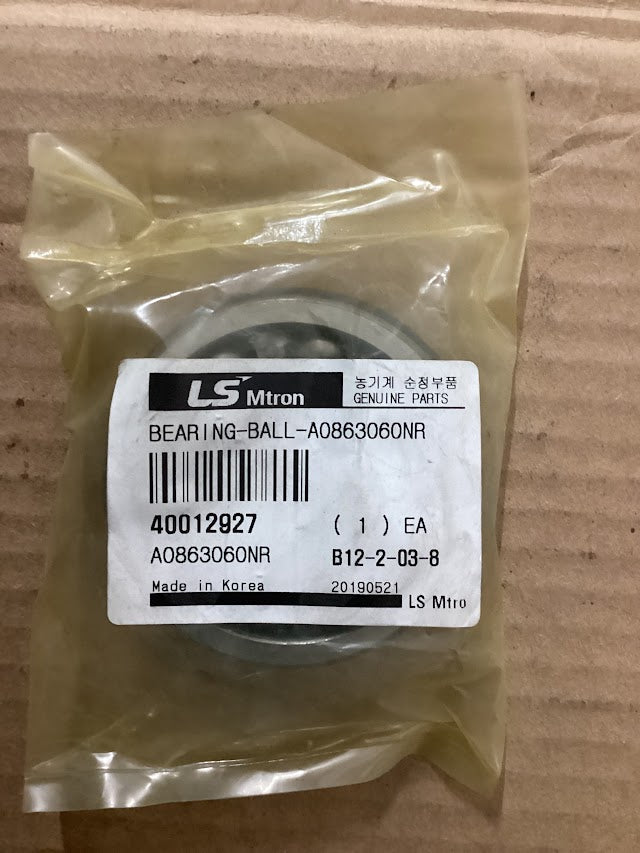 LS Mtron
농기계 순정부품
GENUINE PARTS
BEARING-BALL-A0863060NR
40012927 ( 1 ) EA
A0863060NR B12-2-03-8
Made in Korea 20190521
LS Mtro